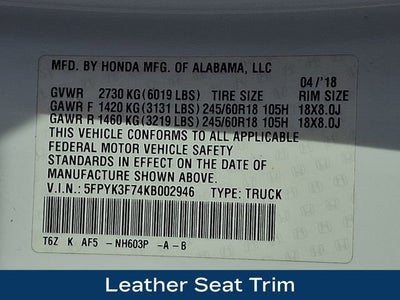 MFD. BY HONDA MFG. OF ALABAMA, LLC
04/'18
GVWR 2730 KG(6019 LBS) TIRE SIZE RIM SIZE
GAWR F 1420 KG(3131 LBS)245/60R18 105H 18X8.0J
GAWR R 1460 KG(3219 LBS)245/60R18 105H 18X8.0J
THIS VEHICLE CONFORMS TO ALL APPLICABLE
FEDERAL MOTOR VEHICLE SAFETY
STANDARDS IN EFFECT ON THE DATE OF
MANUFACTURE SHOWN ABOVE.
V.I.N.: 5FPYK3F74KB002946 TYPE: TRUCK
T6Z K AF5 -NH603P -A-B
Leather Seat Trim